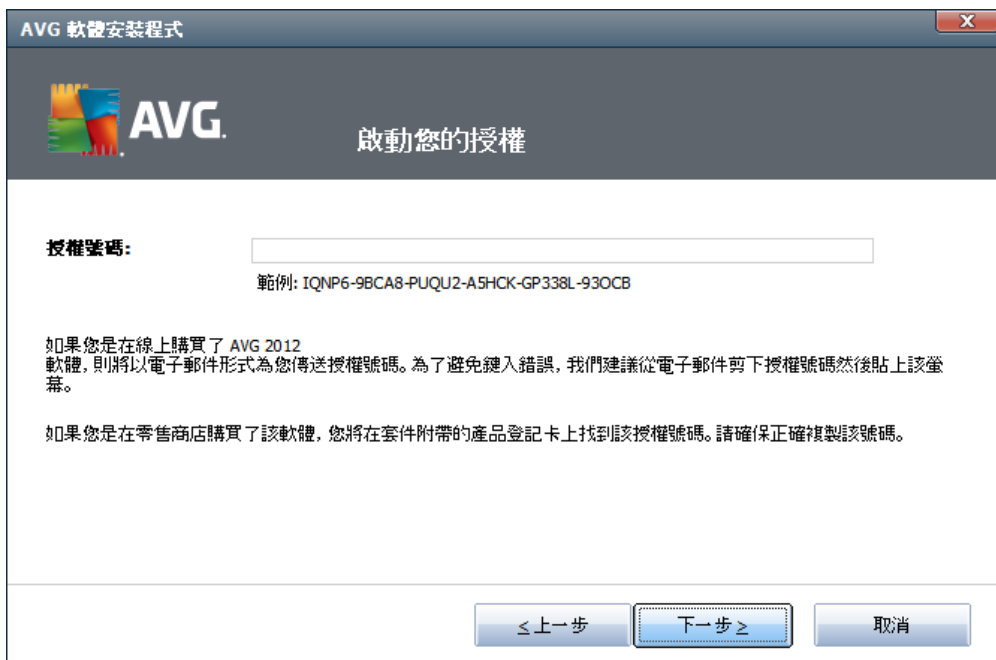 AVG 軟體安裝程式
AVG.
啟動您的授權
授權號碼:
範例: IQNP6-9BCA8-PUQU2-A5HCK-GP338L-93OCB
如果您是在線上購買了 AVG 2012
軟體, 則將以電子郵件形式為您傳送授權號碼。為了避免鍵入錯誤, 我們建議從電子郵件剪下授權號碼然後貼上該螢
幕。
如果您是在零售商店購買了該軟體, 您將在套件附帶的產品登記卡上找到該授權號碼。請確保正確複製該號碼。
≤上一步
下一步≥
取消